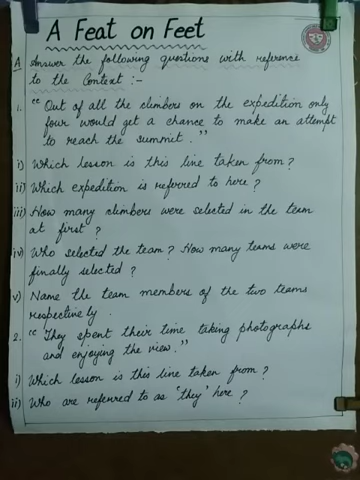 A Feat on Feet
A Answer the following questions with reference
to the Context :-
1. "Out of all the climbers on the expedition only
four would get a chance to make an attempt
to reach the summit."
i) Which lesson is this line taken from?
ii) Which expedition is referred to here?
iii) How many climbers were selected in the team
at first?
iv) Who selected the team? How many teams were
finally selected?
v) Name the team members of the two teams
respectively.
2. "They spent their time taking photographs
and enjoying the view."
i) Which lesson is this line taken from?
ii) Who are referred to as 'they' here?